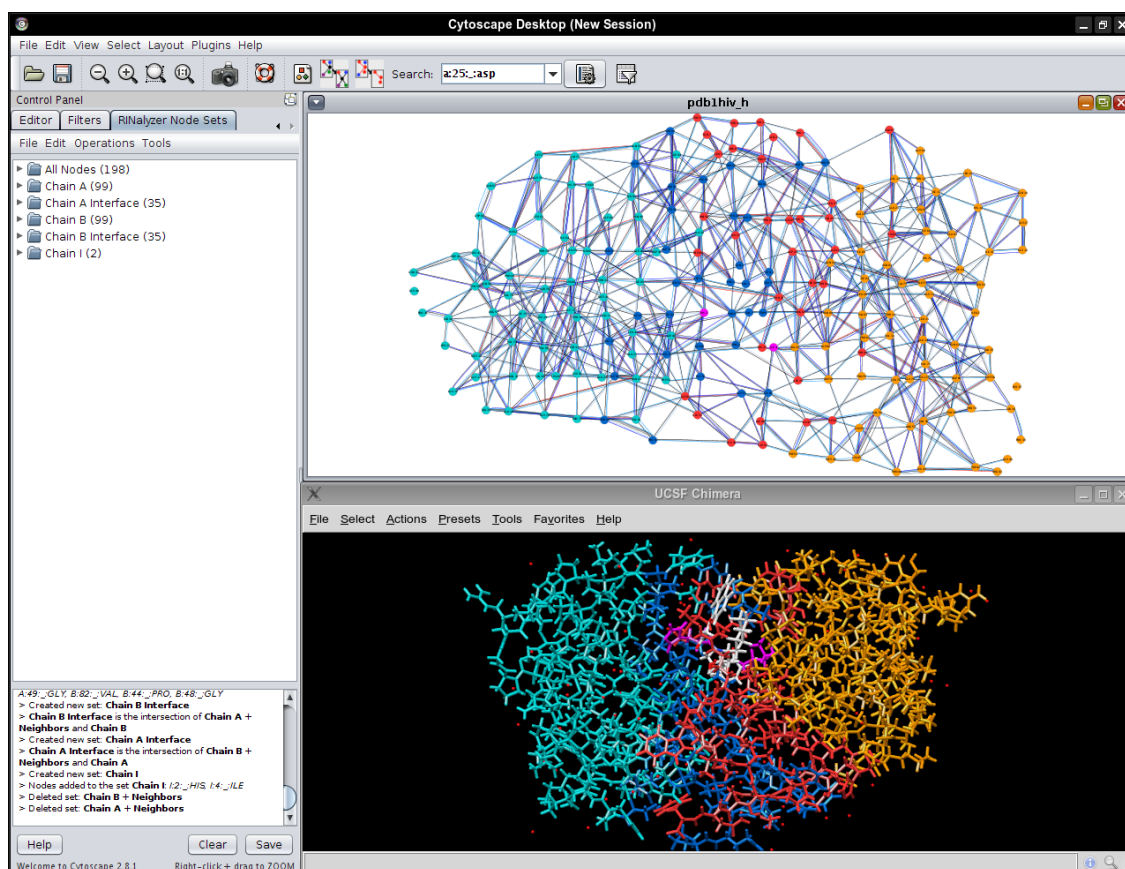 Cytoscape Desktop (New Session)
File Edit View Select Layout Plugins Help
Search: a:25:_:asp
Control Panel
Editor Filters RINalyzer Node Sets
File Edit Operations Tools
All Nodes (198)
Chain A (99)
Chain A Interface (35)
Chain B (99)
Chain B Interface (35)
Chain I (2)
A:49:_:GLY, B:82:_:VAL, B:44:_:PRO, B:48:_:GLY
> Created new set: Chain B Interface
> Chain B Interface is the intersection of Chain A +
Neighbors and Chain B
> Created new set: Chain A Interface
> Chain A Interface is the intersection of Chain B +
Neighbors and Chain A
> Created new set: Chain I
> Nodes added to the set Chain I: I:2:_:HIS, I:4:_:ILE
> Deleted set: Chain B + Neighbors
> Deleted set: Chain A + Neighbors
Help Clear Save
Welcome to Cytoscape 2.8.1 Right-click + drag to ZOOM
pdb1hiv_h
UCSF Chimera
File Select Actions Presets Tools Favorites Help